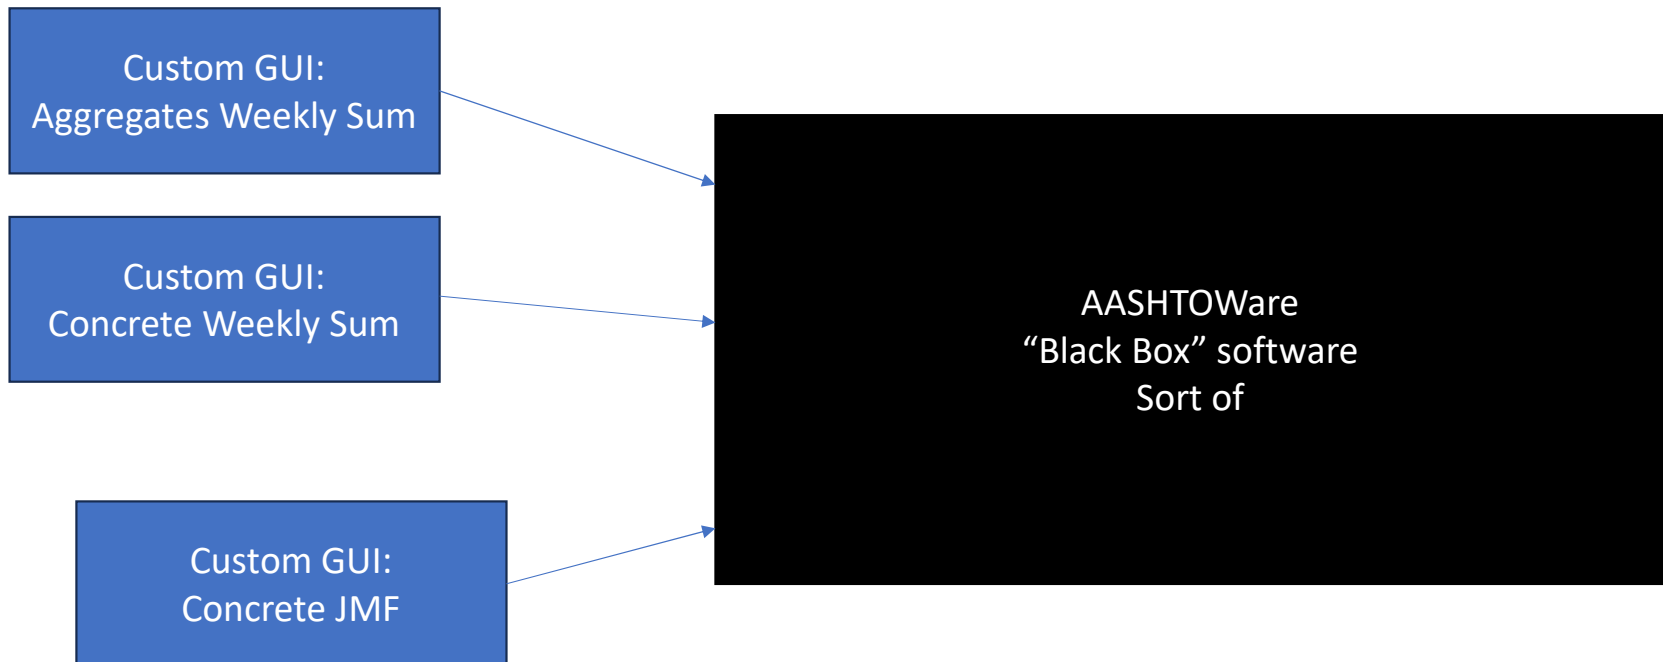 Custom GUI:
Aggregates Weekly Sum
Custom GUI:
Concrete Weekly Sum
AASHTOWare
“Black Box” software
Sort of
Custom GUI:
Concrete JMF